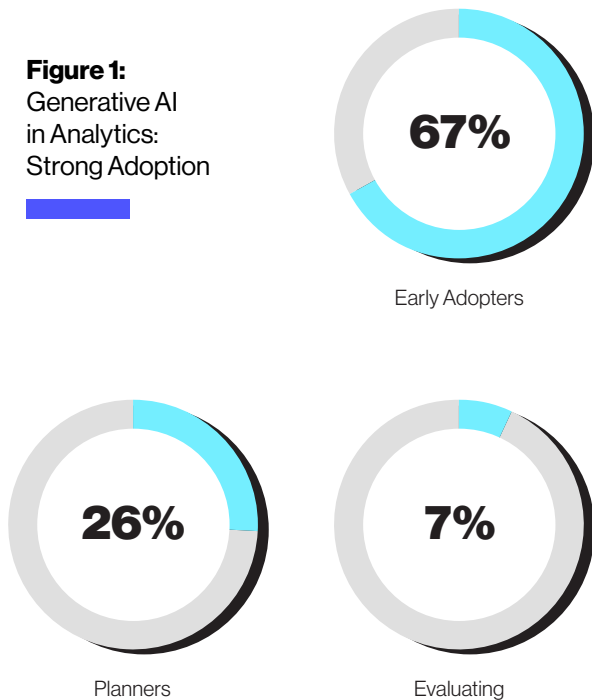 Figure 1:
Generative AI
in Analytics:
Strong Adoption
67%
Early Adopters
26%
Planners
7%
Evaluating